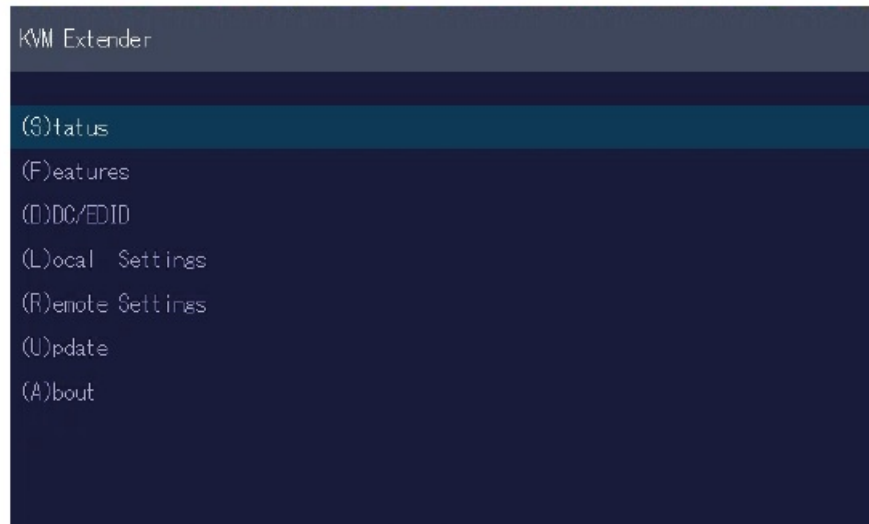 KVM Extender
(S)tatus
(F)eatures
(D)DC/EDID
(L)ocal Settings
(R)emote Settings
(U)pdate
(A)bout